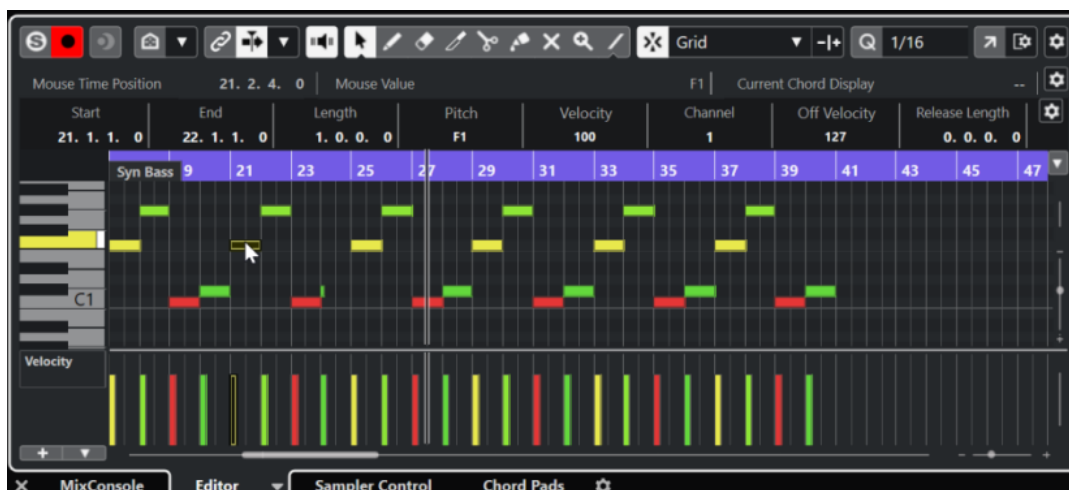 S Grid Q 1/16
Mouse Time Position 21. 2. 4. 0 Mouse Value F1 Current Chord Display --
Start End Length Pitch Velocity Channel Off Velocity Release Length
21. 1. 1. 0 22. 1. 1. 0 1. 0. 0. 0 F1 100 1 127 0. 0. 0. 0
Syn Bass 9 21 23 25 27 29 31 33 35 37 39 41 43 45 47
C1
Velocity
MixConsole Editor Sampler Control Chord Pads